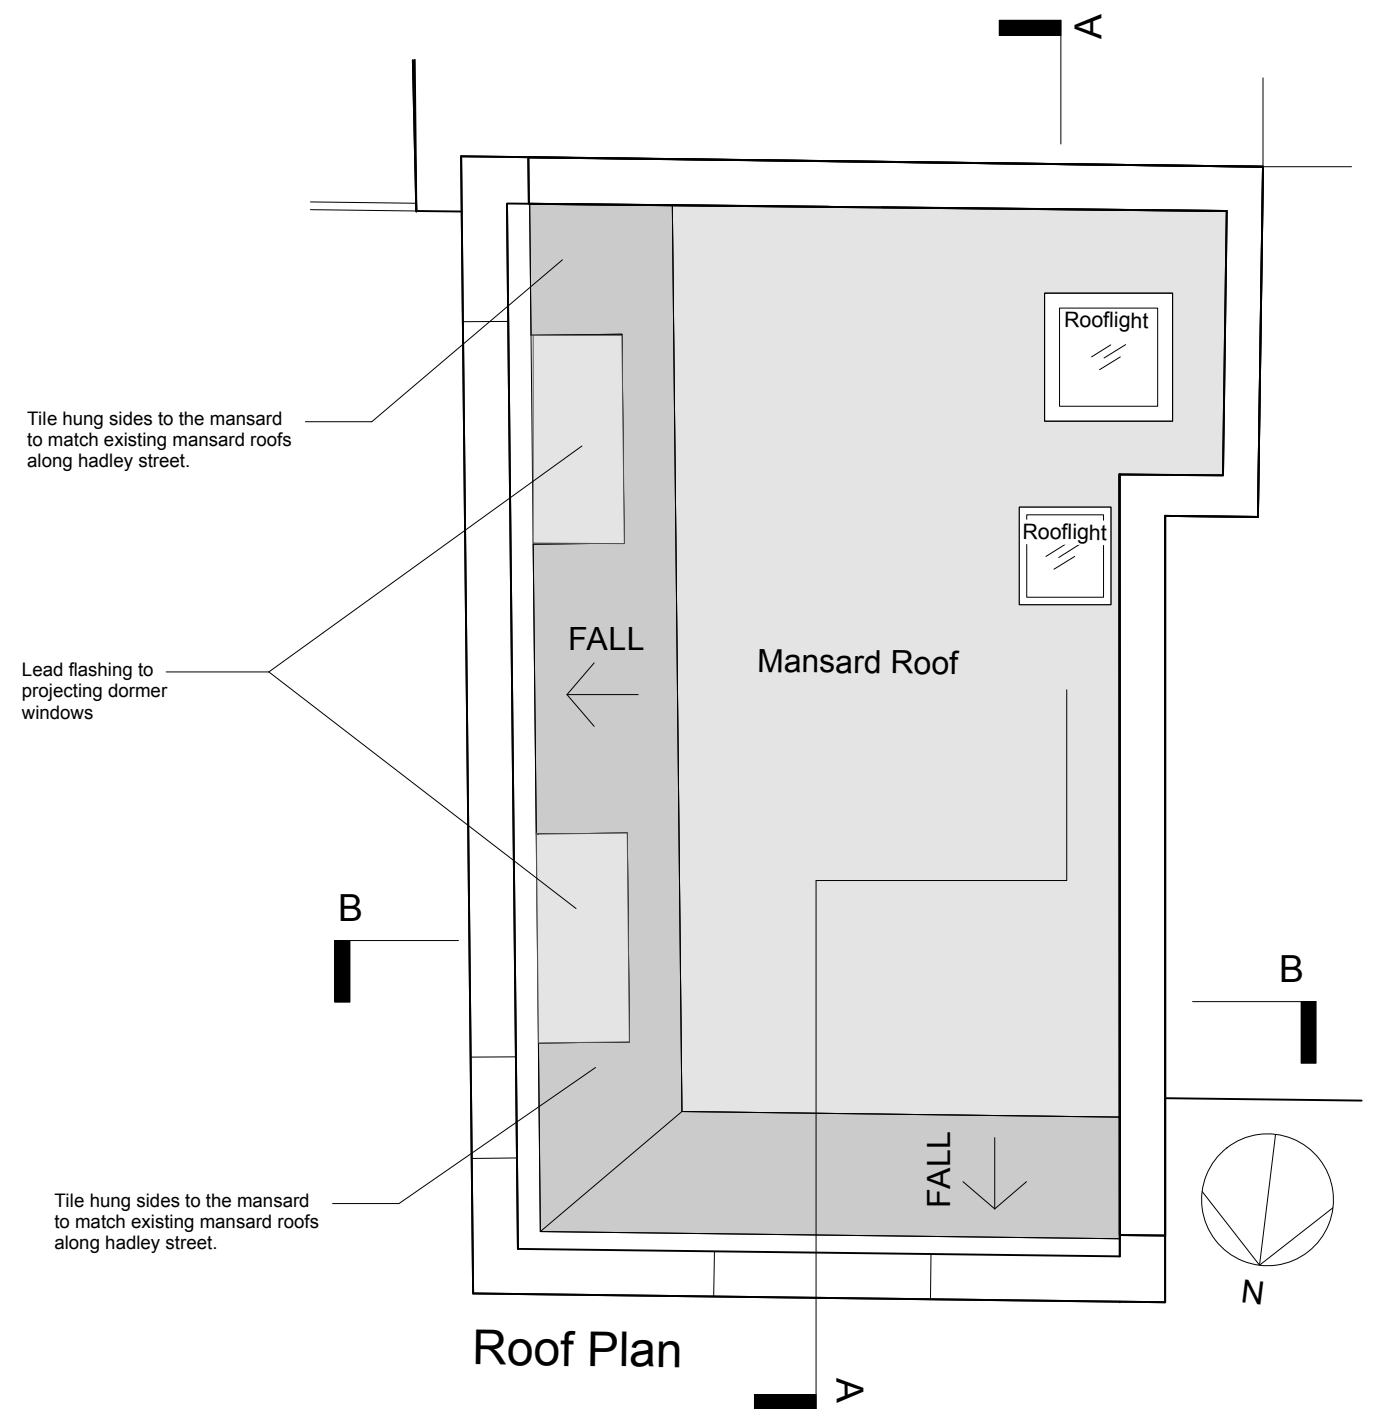 A
Rooflight
Tile hung sides to the mansard
to match existing mansard roofs
along hadley street.
Rooflight
FALL
Mansard Roof
Lead flashing to
projecting dormer
windows
B
B
FALL
Tile hung sides to the mansard
to match existing mansard roofs
along hadley street.
N
Roof Plan
A